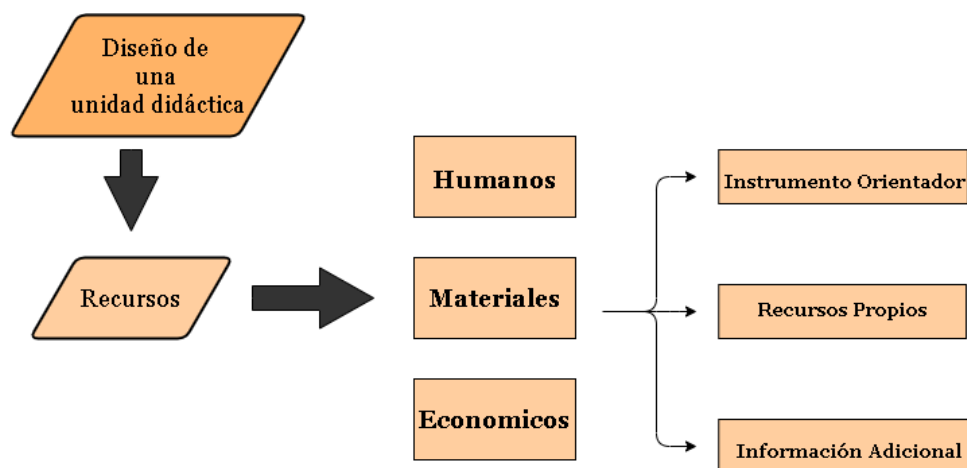 Diseño de
una
unidad didáctica
Recursos
Humanos
Materiales
Economicos
Instrumento Orientador
Recursos Propios
Información Adicional